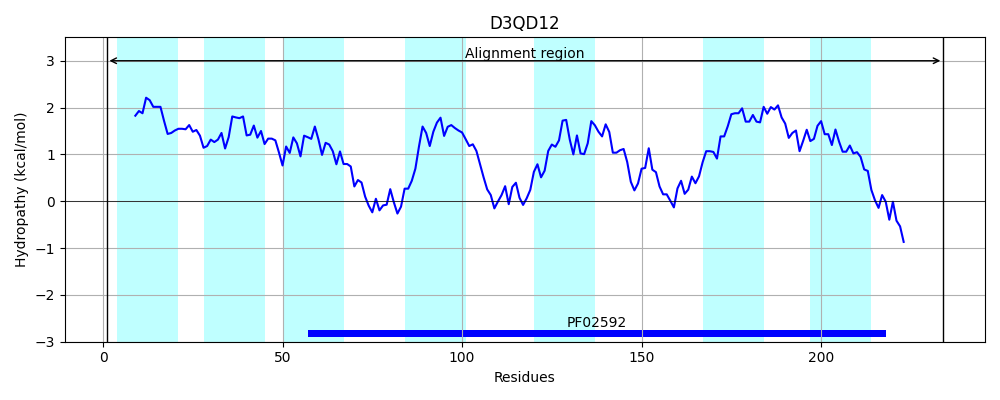 D3QD12
Alignment region
Hydropathy (kcal/mol)
3
2
1
0
−1
−2
−3
PF02592
0 50 100 150 200
Residues